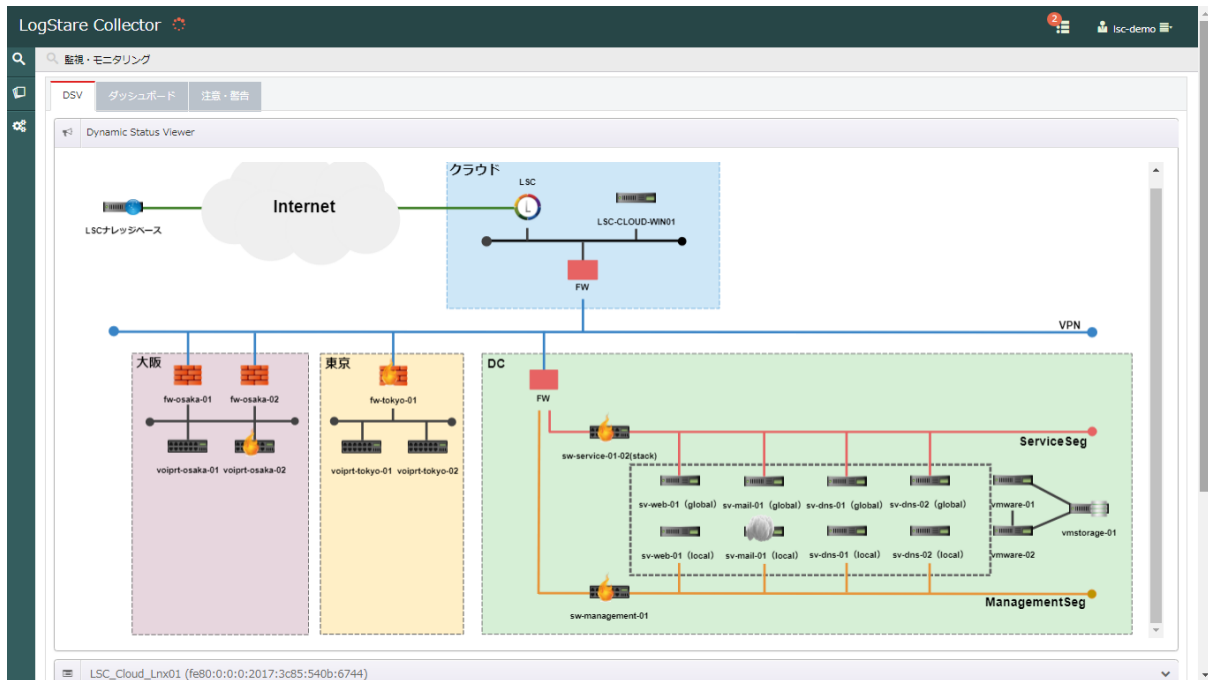 LogStare Collector
2
lsc-demo
監視・モニタリング
DSV
ダッシュボード
注意・警告
Dynamic Status Viewer
クラウド
LSC
L
Internet
LSC-CLOUD-WIN01
LSCナレッジベース
FW
VPN
大阪
東京
DC
fw-osaka-01
fw-osaka-02
fw-tokyo-01
FW
ServiceSeg
sw-service-01-02(stack)
voiprt-osaka-01
voiprt-osaka-02
voiprt-tokyo-01
voiprt-tokyo-02
sv-web-01（global）
sv-mail-01（global）
sv-dns-01（global）
sv-dns-02（global）
vmware-01
vmstorage-01
sv-web-01（local）
sv-mail-01（local）
sv-dns-01（local）
sv-dns-02（local）
vmware-02
ManagementSeg
sw-management-01
LSC_Cloud_Lnx01 (fe80:0:0:0:2017:3c85:540b:6744)